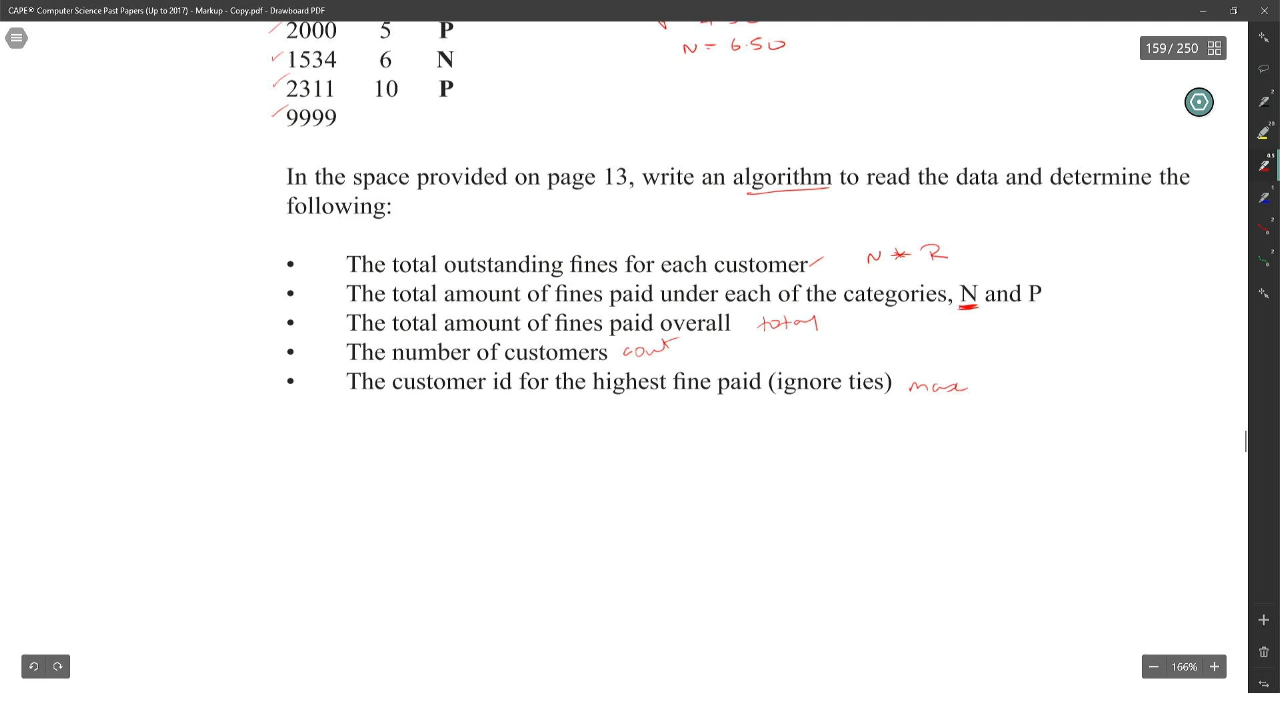 CAPE® Computer Science Past Papers (Up to 2017) - Markup - Copy.pdf - Drawboard PDF
159 / 250
2000 5 P
N = 6.50
1534 6 N
2311 10 P
9999
In the space provided on page 13, write an algorithm to read the data and determine the
following:
• The total outstanding fines for each customer N * R
• The total amount of fines paid under each of the categories, N and P
• The total amount of fines paid overall total
• The number of customers count
• The customer id for the highest fine paid (ignore ties) max
166%